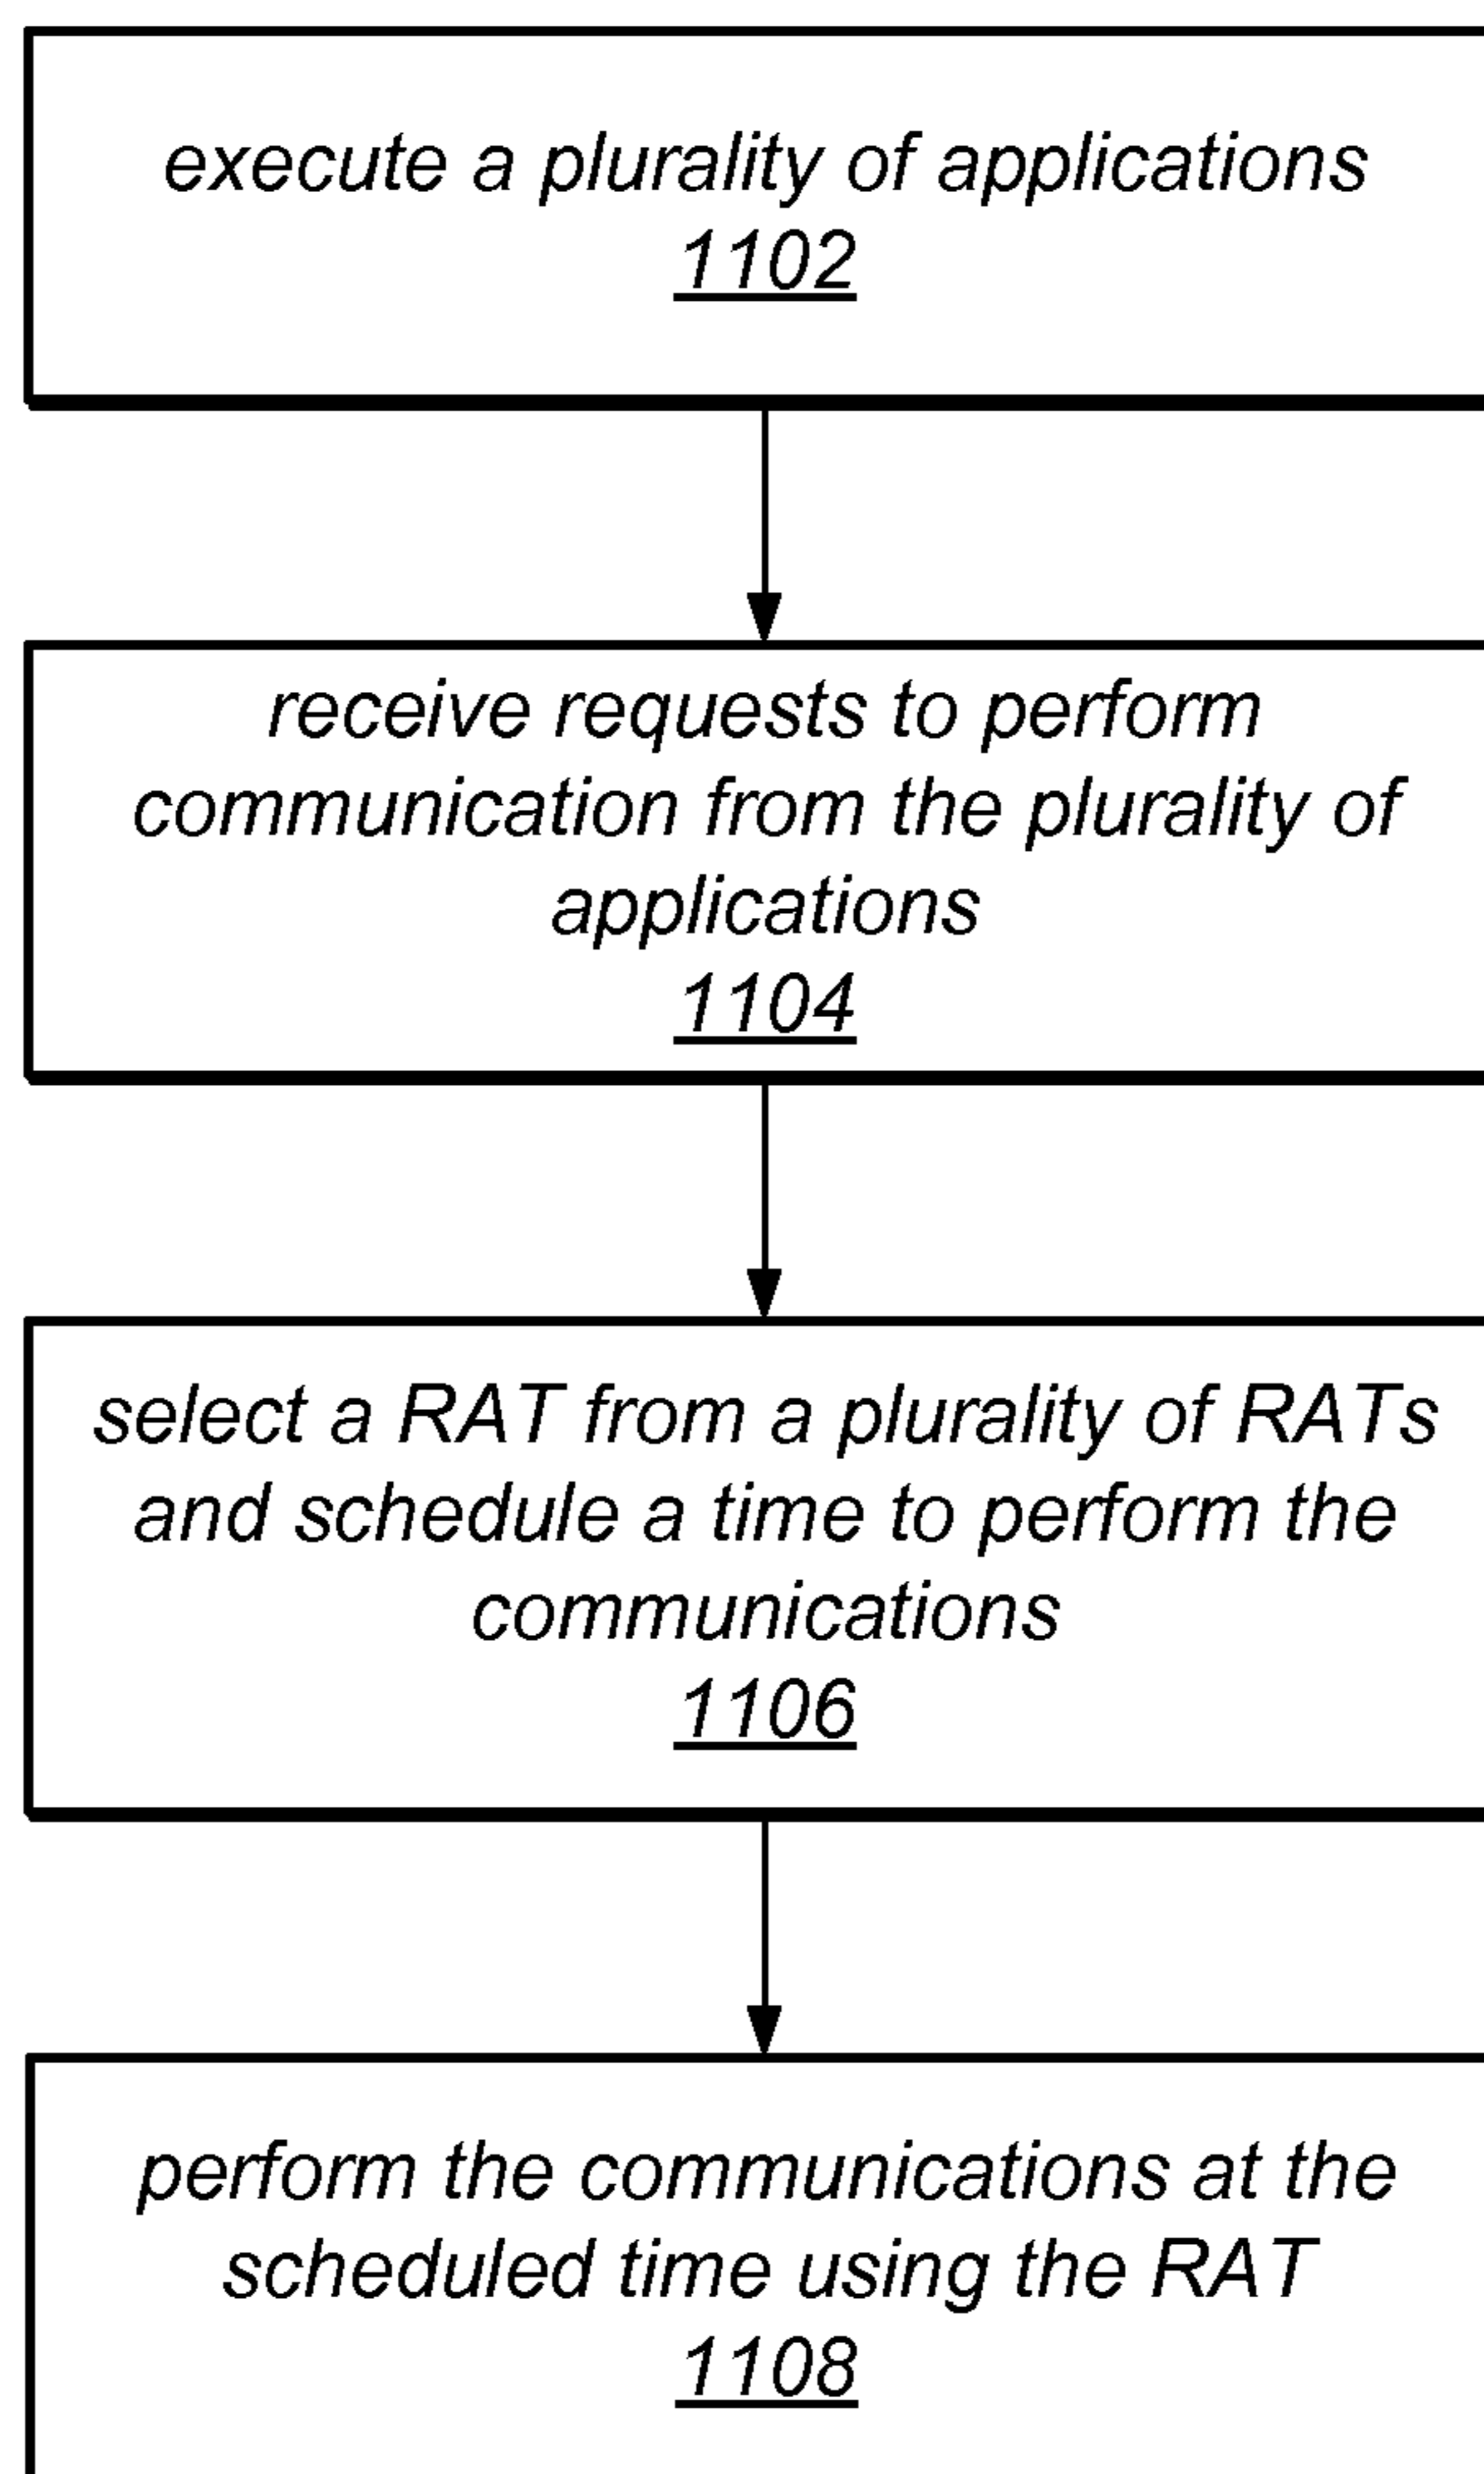 execute a plurality of applications
1102
receive requests to perform
communication from the plurality of
applications
1104
select a RAT from a plurality of RATs
and schedule a time to perform the
communications
1106
perform the communications at the
scheduled time using the RAT
1108